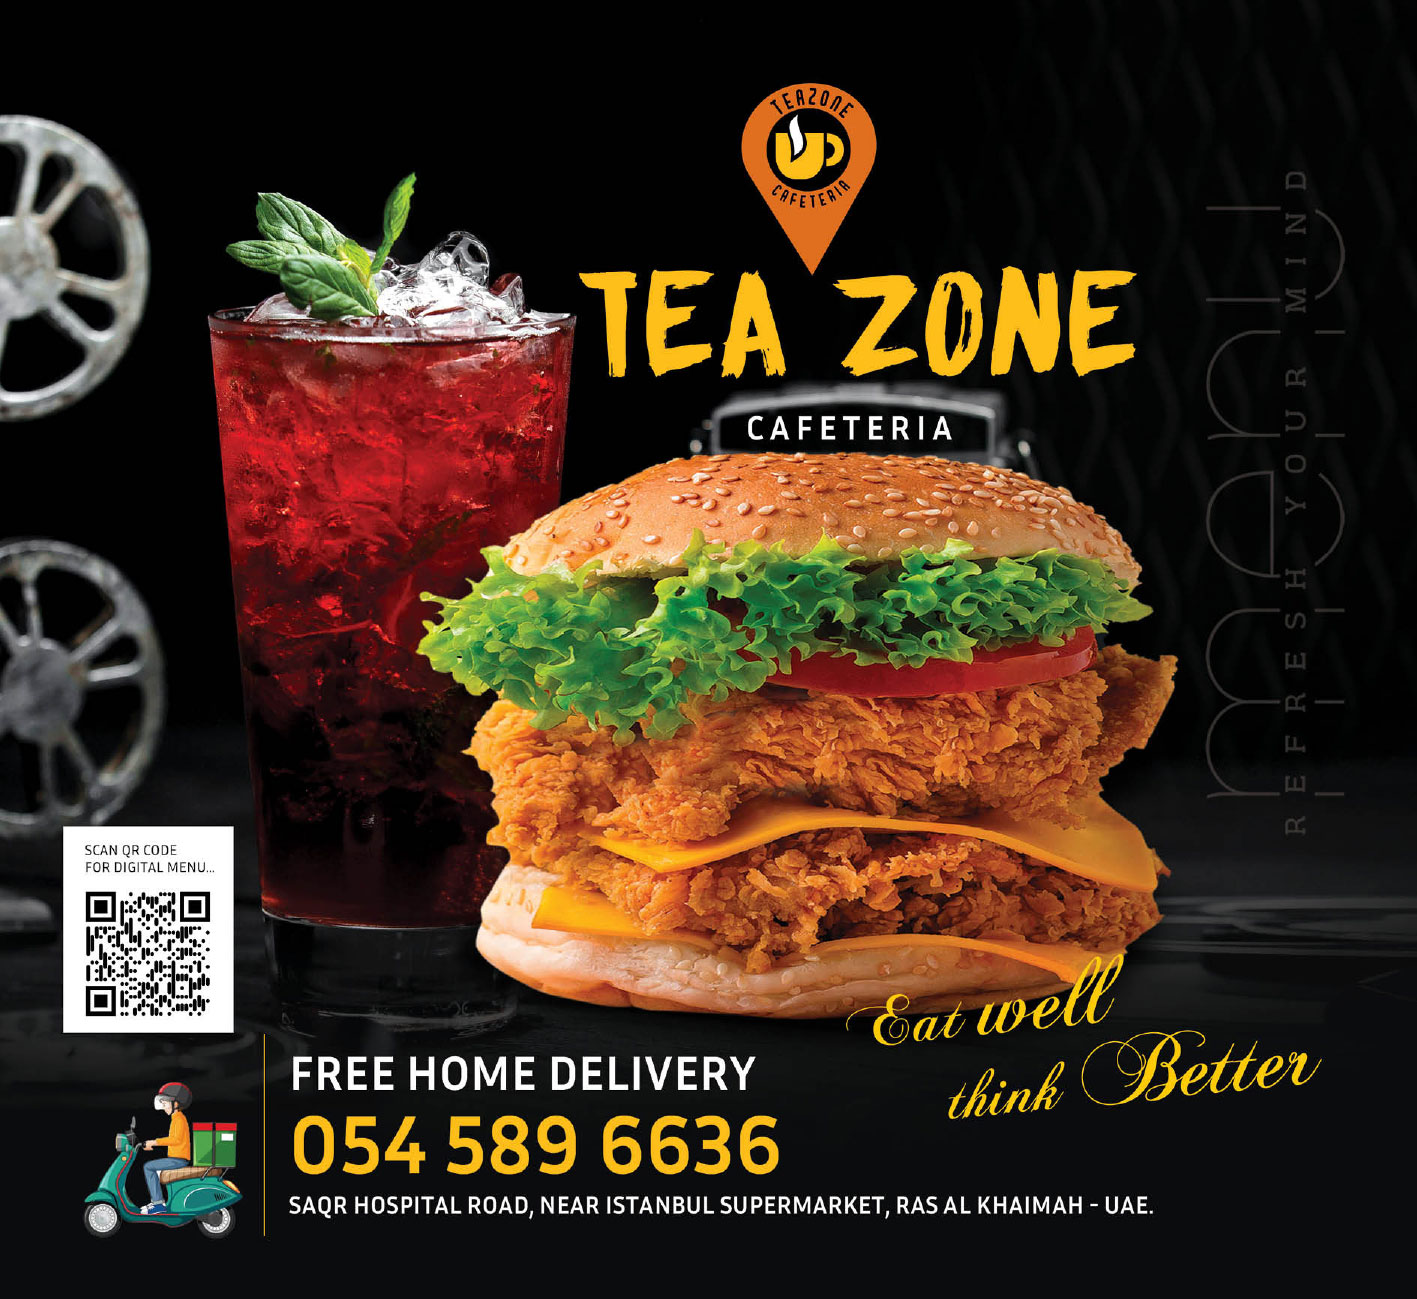 TEAZONE
CAFETERIA
TEA ZONE
CAFETERIA
menu
REFRESH YOUR MIND
SCAN QR CODE
FOR DIGITAL MENU...
Eat well
think Better
FREE HOME DELIVERY
054 589 6636
SAQR HOSPITAL ROAD, NEAR ISTANBUL SUPERMARKET, RAS AL KHAIMAH - UAE.